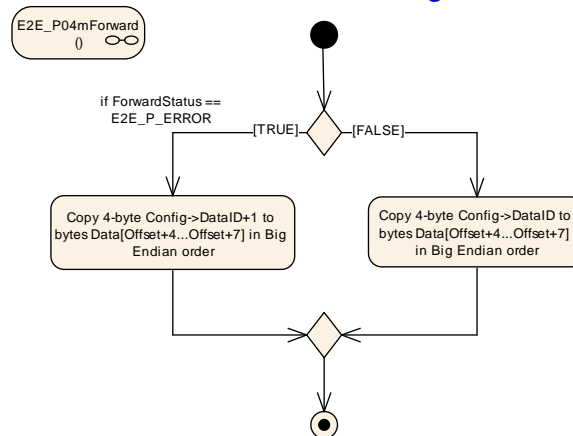 E2E_P04mForward
()
if ForwardStatus ==
E2E_P_ERROR
[TRUE]
[FALSE]
Copy 4-byte Config->DataID+1 to
bytes Data[Offset+4...Offset+7] in Big
Endian order
Copy 4-byte Config->DataID to
bytes Data[Offset+4...Offset+7]
in Big Endian order